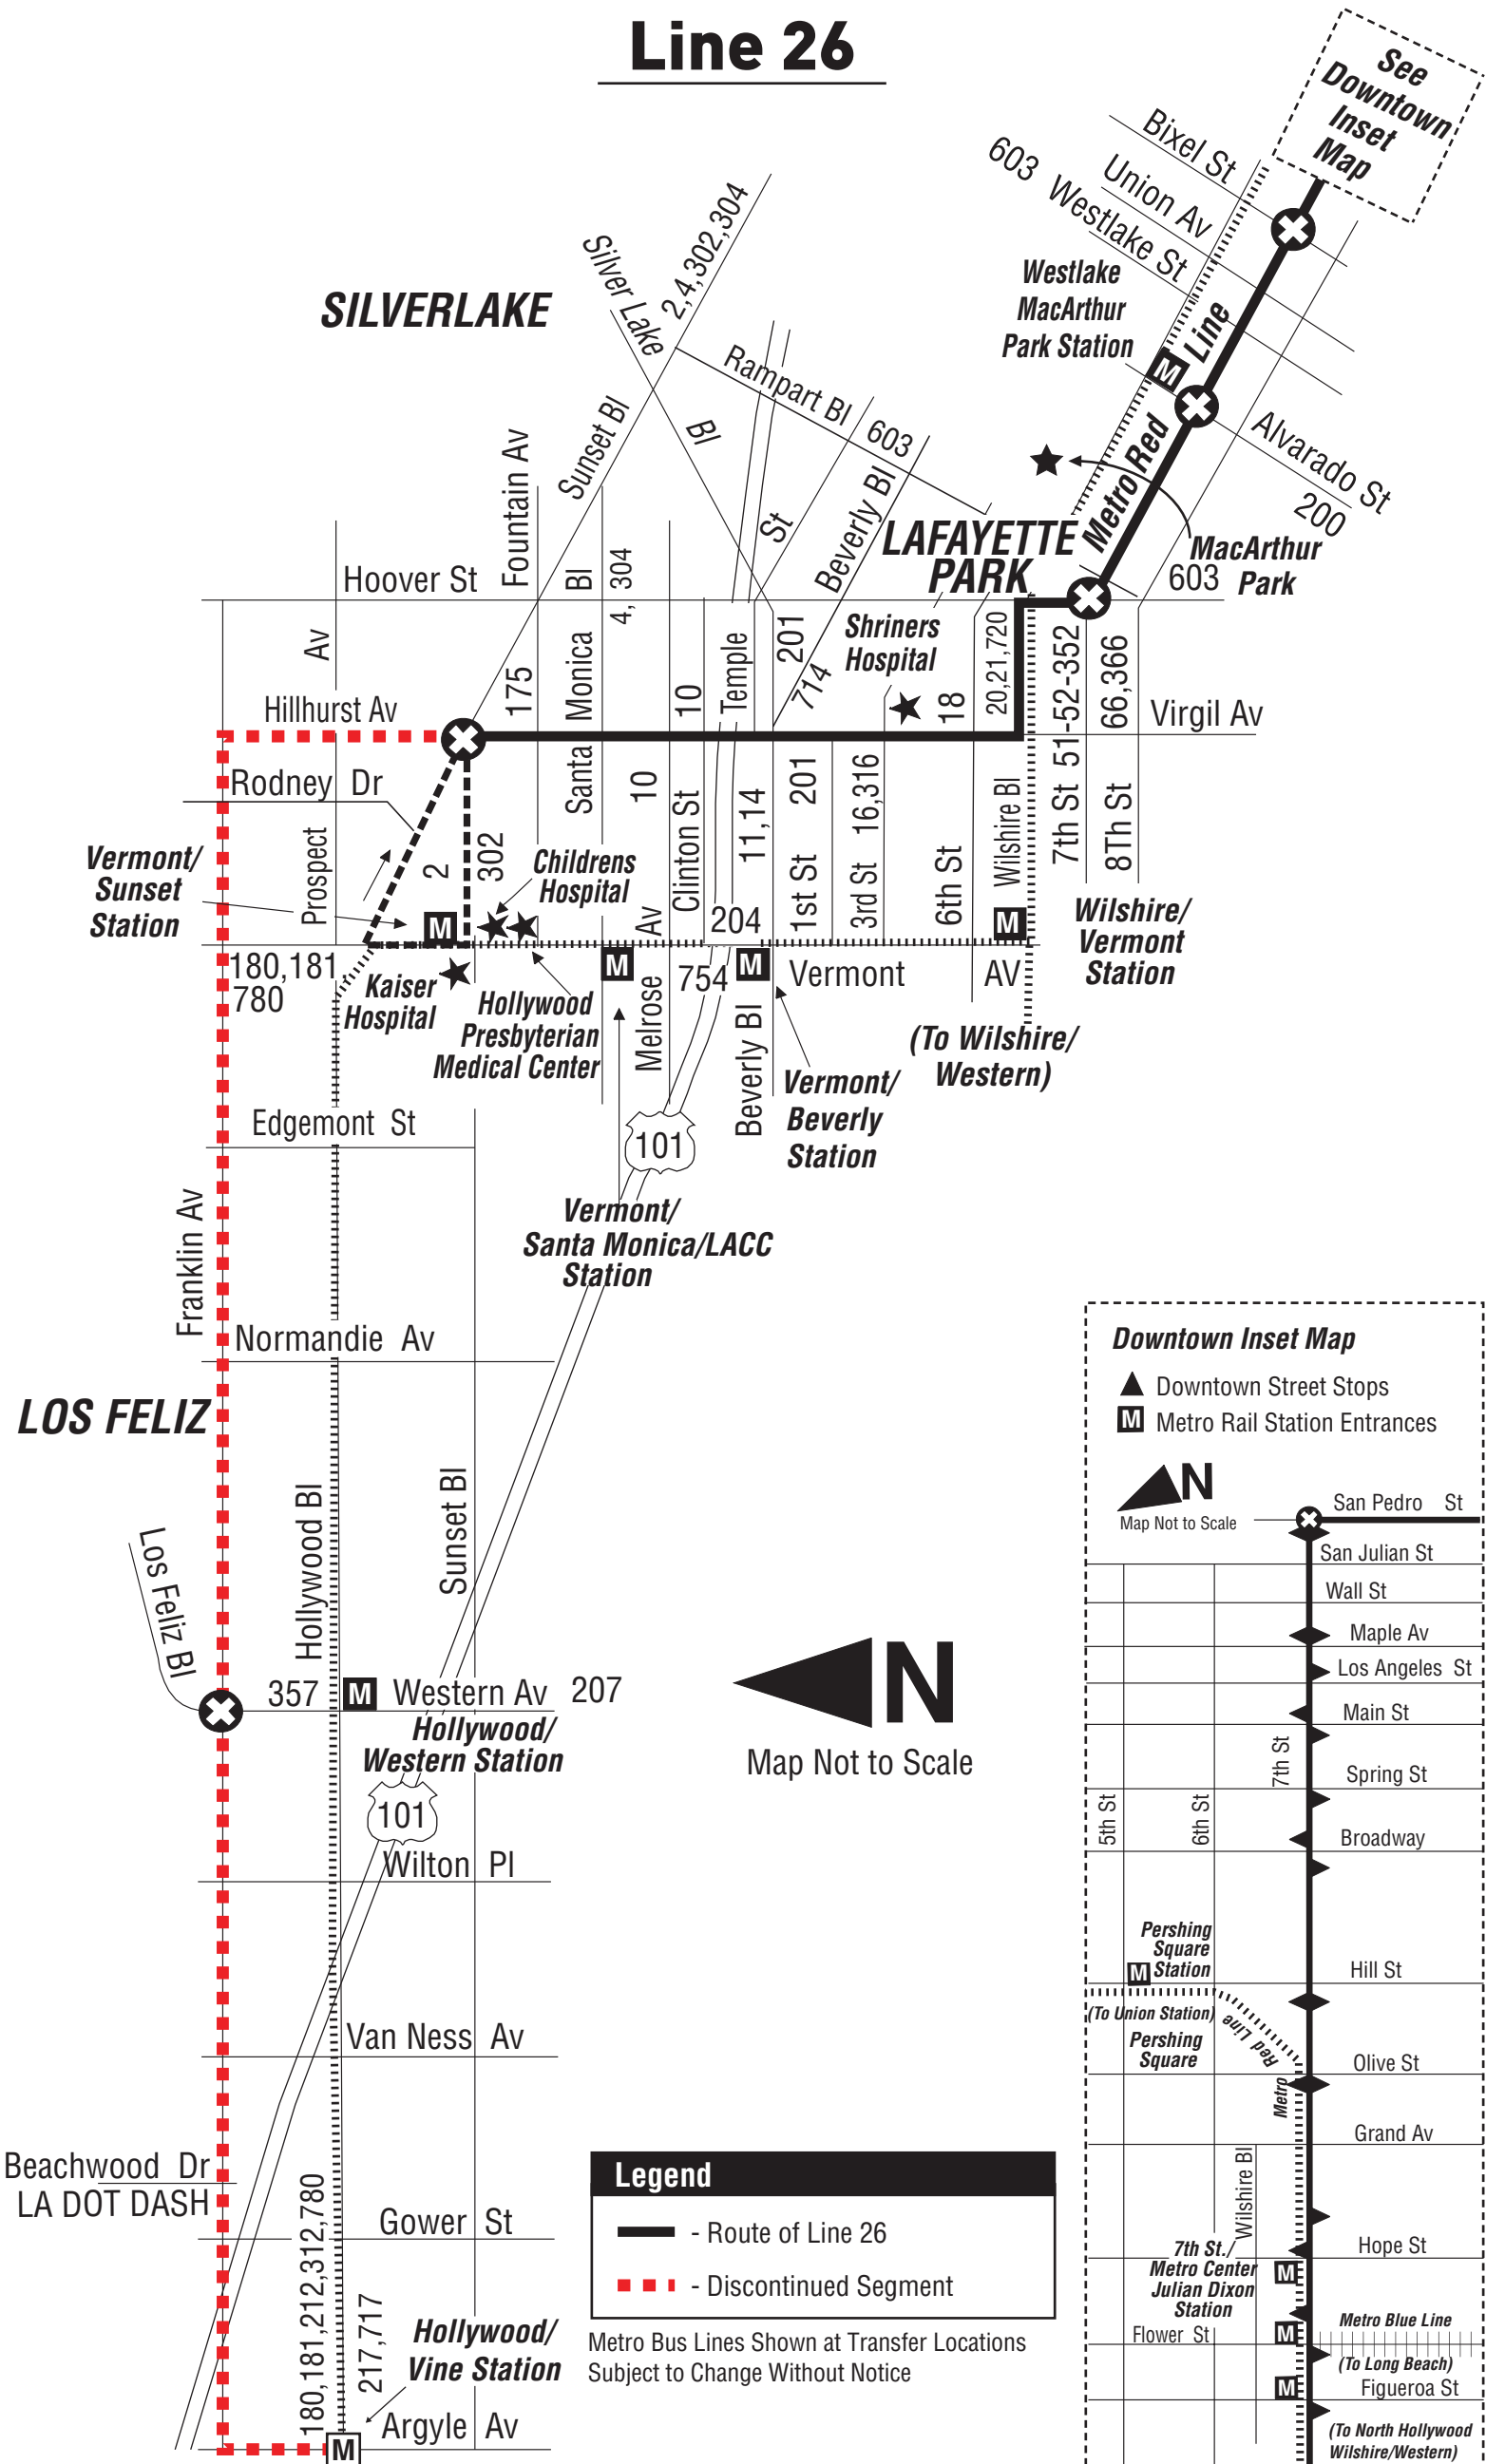 Line 26
See
Downtown
Inset
Map
Bixel St
Union Av
603 Westlake St
Westlake
MacArthur
Park Station
M
Metro Red Line
Alvarado St
200
MacArthur
Park
603
SILVERLAKE
Silver Lake Bl
2,4,302,304
Sunset Bl
Rampart Bl 603
Fountain Av
175
Hoover St
Santa Monica Bl
4, 304
Temple St
Beverly Bl
201
714
LAFAYETTE
PARK
Shriners
Hospital
18
20,21,720
7th St 51-52-352
8Th St 66,366
Virgil Av
Hillhurst Av
Rodney Dr
Prospect Av
Vermont/
Sunset
Station
2
302
Childrens
Hospital
10
10
Clinton St
11,14
204
1st St 201
3rd St 16,316
6th St
Wilshire Bl
M
Wilshire/
Vermont
Station
M
180,181,
780
Kaiser
Hospital
Hollywood
Presbyterian
Medical Center
M
Melrose Av
754
M
Vermont AV
Beverly Bl
(To Wilshire/
Western)
Vermont/
Beverly
Station
Edgemont St
101
Vermont/
Santa Monica/LACC
Station
Franklin Av
Normandie Av
LOS FELIZ
Hollywood Bl
Sunset Bl
Los Feliz Bl
357 M Western Av 207
Hollywood/
Western Station
101
N
Map Not to Scale
Wilton Pl
Van Ness Av
Beachwood Dr
LA DOT DASH
Gower St
180,181,212,312,780
217,717
Hollywood/
Vine Station
Argyle Av
M
Legend
- Route of Line 26
- Discontinued Segment
Metro Bus Lines Shown at Transfer Locations
Subject to Change Without Notice
Downtown Inset Map
Downtown Street Stops
M Metro Rail Station Entrances
N
Map Not to Scale
San Pedro St
San Julian St
Wall St
Maple Av
Los Angeles St
Main St
7th St
Spring St
5th St
6th St
Broadway
Pershing
Square
M Station
Hill St
(To Union Station)
Metro Red Line
Pershing
Square
Olive St
Grand Av
Wilshire Bl
Hope St
7th St./
Metro Center
Julian Dixon
Station
M
Metro Blue Line
Flower St
M
(To Long Beach)
M
Figueroa St
(To North Hollywood
Wilshire/Western)